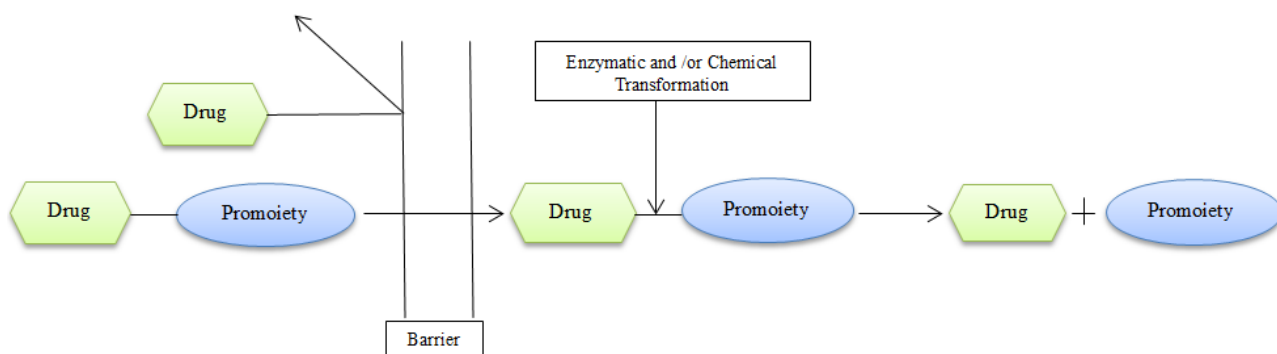 Enzymatic and /or Chemical
Transformation
Drug
Drug
Promoiety
Drug
Promoiety
Drug
+
Promoiety
Barrier